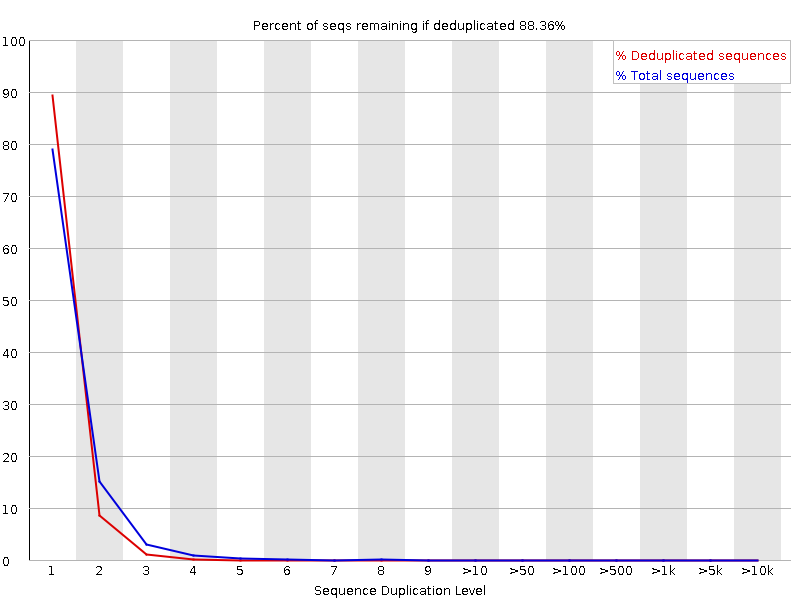 Percent of seqs remaining if deduplicated 88.36%
% Deduplicated sequences
% Total sequences
100
90
80
70
60
50
40
30
20
10
0
1 2 3 4 5 6 7 8 9 >10 >50 >100 >500 >1k >5k >10k
Sequence Duplication Level